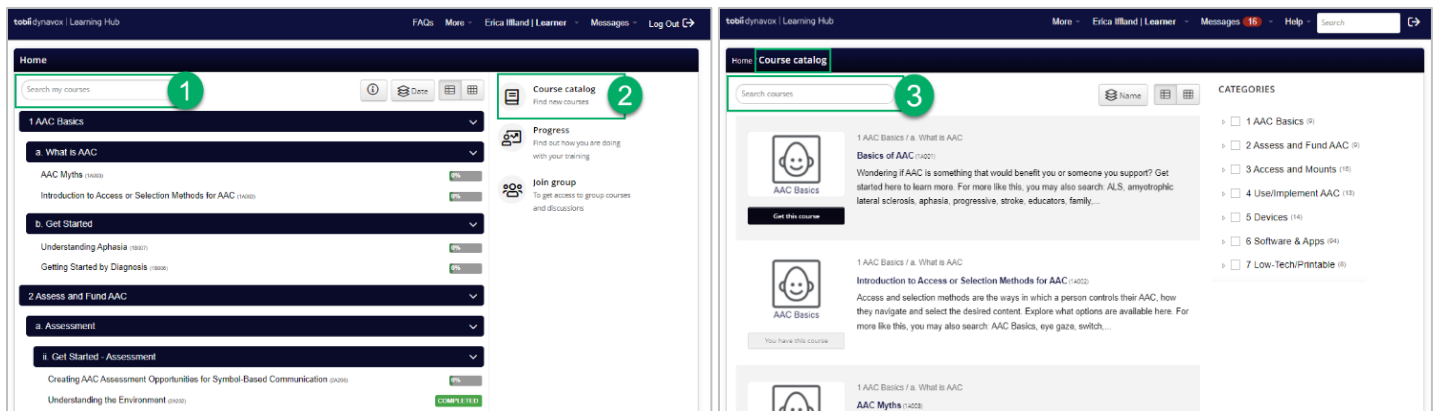 tobii dynavox | Learning Hub
FAQs More Erica Iffland | Learner Messages Log Out
Home
Search my courses
1
Date
1 AAC Basics
a. What is AAC
AAC Myths (1A003)
0%
Introduction to Access or Selection Methods for AAC (1A002)
0%
b. Get Started
Understanding Aphasia (1B007)
0%
Getting Started by Diagnosis (1B006)
0%
2 Assess and Fund AAC
a. Assessment
ii. Get Started - Assessment
Creating AAC Assessment Opportunities for Symbol-Based Communication
0%
Understanding the Environment
COMPLETED
Course catalog
Find new courses
2
Progress
Find out how you are doing
with your training
Join group
To get access to group courses
and discussions
tobii dynavox | Learning Hub
More Erica Iffland | Learner Messages 16 Help Search
Home Course catalog
Search courses
3
Name
1 AAC Basics / a. What is AAC
Basics of AAC (1A001)
Wondering if AAC is something that would benefit you or someone you support? Get
started here to learn more. For more like this, you may also search: ALS, amyotrophic
lateral sclerosis, aphasia, progressive, stroke, educators, family,...
AAC Basics
Get this course
1 AAC Basics / a. What is AAC
Introduction to Access or Selection Methods for AAC (1A002)
Access and selection methods are the ways in which a person controls their AAC, how
they navigate and select the desired content. Explore what options are available here. For
more like this, you may also search: AAC Basics, eye gaze, switch,...
AAC Basics
You have this course
1 AAC Basics / a. What is AAC
AAC Myths (1A003)
CATEGORIES
1 AAC Basics (9)
2 Assess and Fund AAC (9)
3 Access and Mounts (18)
4 Use/Implement AAC (13)
5 Devices (14)
6 Software & Apps (94)
7 Low-Tech/Printable (8)